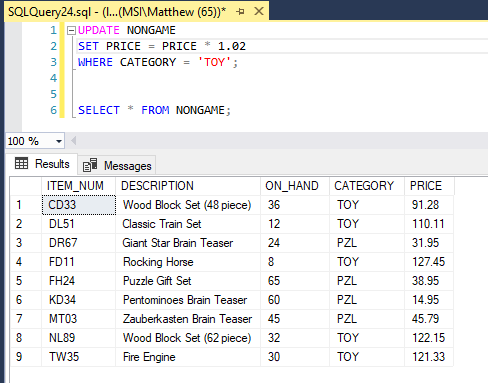 SQLQuery24.sql - (l...(MSI\Matthew (65))*
1 UPDATE NONGAME
2 SET PRICE = PRICE * 1.02
3 WHERE CATEGORY = 'TOY';
4
5
6 SELECT * FROM NONGAME;
100 %
Results Messages
ITEM_NUM DESCRIPTION ON_HAND CATEGORY PRICE
1 CD33 Wood Block Set (48 piece) 36 TOY 91.28
2 DL51 Classic Train Set 12 TOY 110.11
3 DR67 Giant Star Brain Teaser 24 PZL 31.95
4 FD11 Rocking Horse 8 TOY 127.45
5 FH24 Puzzle Gift Set 65 PZL 38.95
6 KD34 Pentominoes Brain Teaser 60 PZL 14.95
7 MT03 Zauberkasten Brain Teaser 45 PZL 45.79
8 NL89 Wood Block Set (62 piece) 32 TOY 122.15
9 TW35 Fire Engine 30 TOY 121.33